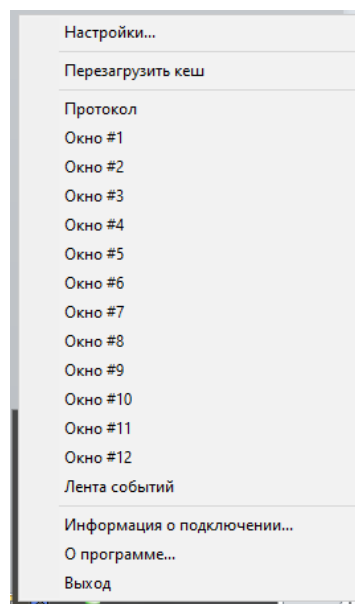 Настройки...
Перезагрузить кеш
Протокол
Окно #1
Окно #2
Окно #3
Окно #4
Окно #5
Окно #6
Окно #7
Окно #8
Окно #9
Окно #10
Окно #11
Окно #12
Лента событий
Информация о подключении...
О программе...
Выход